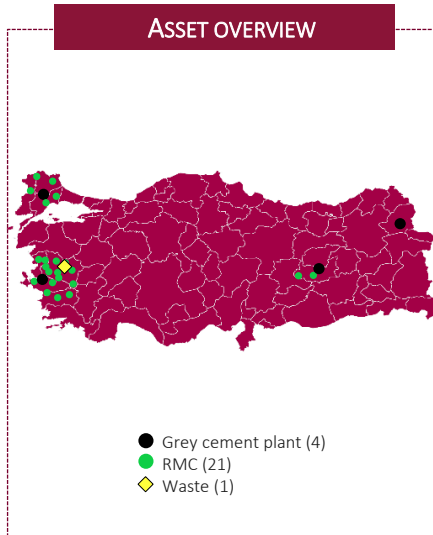 ASSET OVERVIEW
Grey cement plant (4)
RMC (21)
Waste (1)